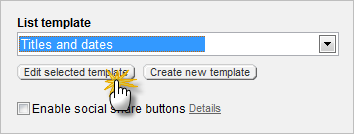 List template
Titles and dates
Edit selected template Create new template
Enable social share buttons Details